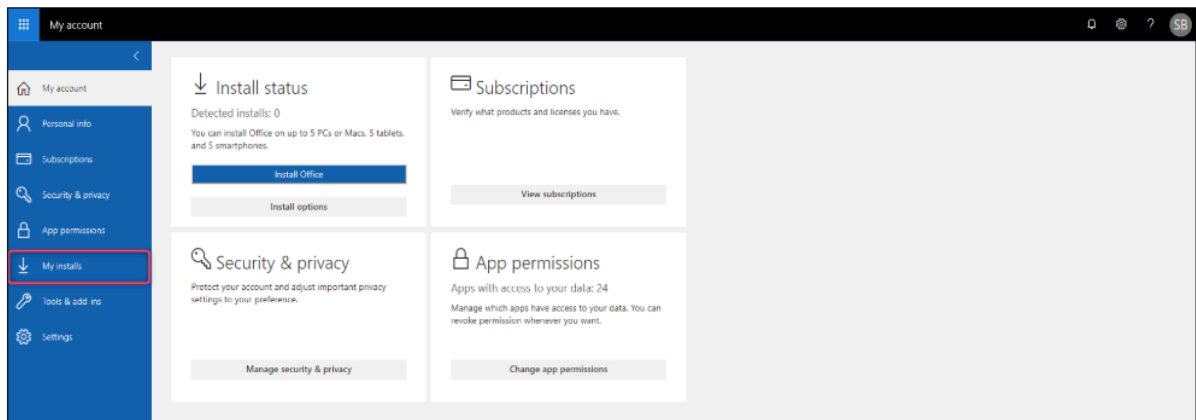 My account
?
SB
My account
Personal info
Subscriptions
Security & privacy
App permissions
My installs
Tools & add-ins
Settings
Install status
Detected installs: 0
You can install Office on up to 5 PCs or Macs, 5 tablets,
and 5 smartphones.
Install Office
Install options
Subscriptions
Verify what products and licenses you have.
View subscriptions
Security & privacy
Protect your account and adjust important privacy
settings to your preference.
Manage security & privacy
App permissions
Apps with access to your data: 24
Manage which apps have access to your data. You can
revoke permission whenever you want.
Change app permissions